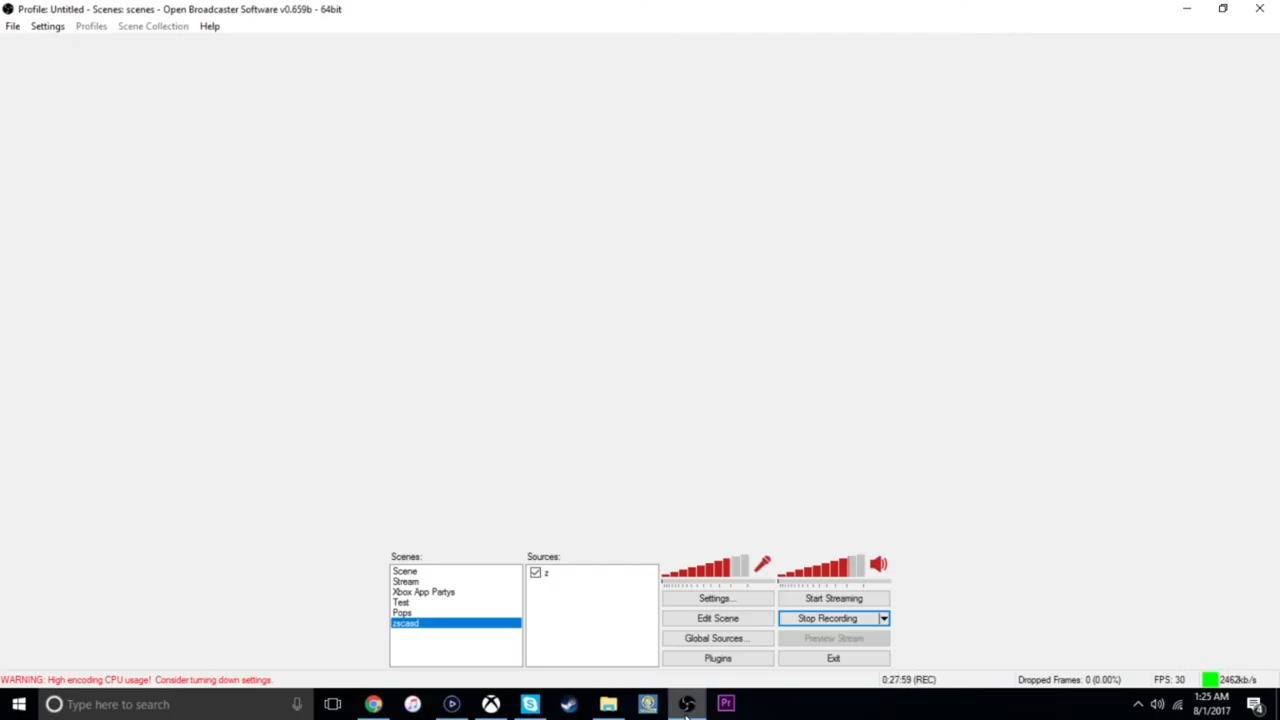 Profile: Untitled - Scenes: scenes - Open Broadcaster Software v0.659b - 64bit
File Settings Profiles Scene Collection Help
Scenes:
Scene
Stream
Xbox App Partys
Test
Pops
zscasd
Sources:
z
Settings...
Start Streaming
Edit Scene
Stop Recording
Global Sources...
Preview Stream
Plugins
Exit
WARNING: High encoding CPU usage! Consider turning down settings.
0:27:59 (REC)
Dropped Frames: 0 (0.00%)
FPS: 30
2462kb/s
Type here to search
Pr
1:25 AM
8/1/2017
4